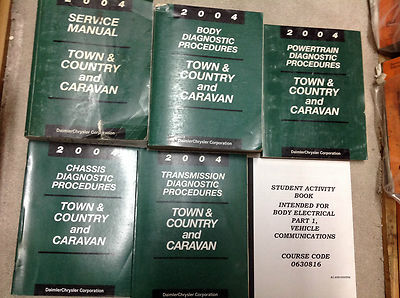 2004
SERVICE
MANUAL
TOWN &
COUNTRY
and
CARAVAN
DaimlerChrysler Corporation
2004
BODY
DIAGNOSTIC
PROCEDURES
TOWN &
COUNTRY
and
CARAVAN
DaimlerChrysler Corporation
2004
POWERTRAIN
DIAGNOSTIC
PROCEDURES
TOWN &
COUNTRY
and
CARAVAN
DaimlerChrysler Corporation
2004
CHASSIS
DIAGNOSTIC
PROCEDURES
TOWN &
COUNTRY
and
CARAVAN
DaimlerChrysler Corporation
2004
TRANSMISSION
DIAGNOSTIC
PROCEDURES
TOWN &
COUNTRY
and
CARAVAN
DaimlerChrysler Corporation
STUDENT ACTIVITY
BOOK
INTENDED FOR
BODY ELECTRICAL
PART 1,
VEHICLE
COMMUNICATIONS
COURSE CODE
0630816